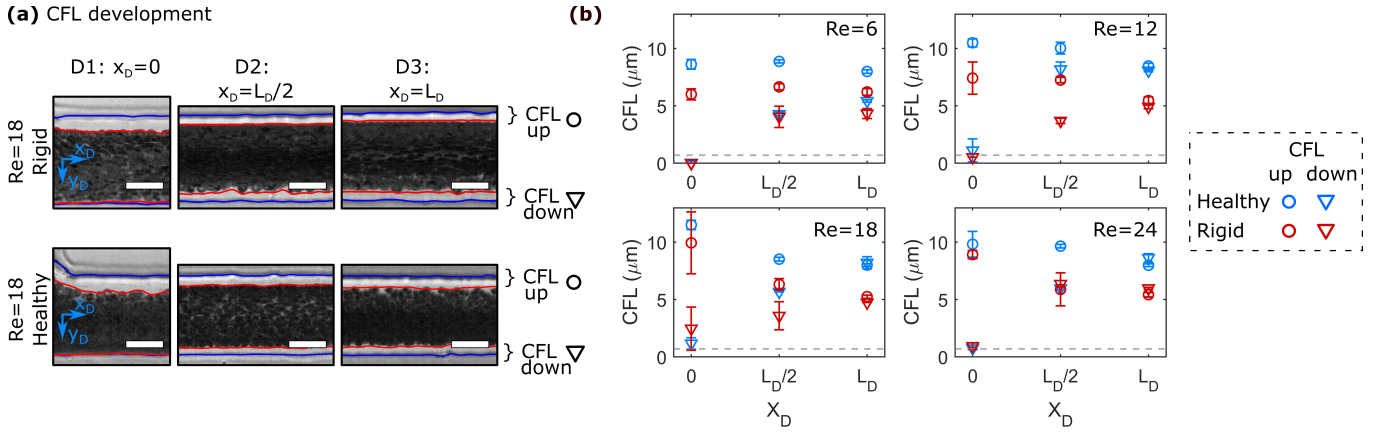 (a) CFL development
D1: x_D=0
D2:
x_D=L_D/2
D3:
x_D=L_D
Re=18
Rigid
x_D
y_D
CFL
up
CFL
down
Re=18
Healthy
x_D
y_D
CFL
up
CFL
down
(b)
Re=6
CFL (μm)
10
5
0
0
L_D/2
L_D
Re=12
CFL (μm)
10
5
0
0
L_D/2
L_D
Re=18
CFL (μm)
10
5
0
0
L_D/2
L_D
X_D
Re=24
CFL (μm)
10
5
0
0
L_D/2
L_D
X_D
CFL
up down
Healthy
Rigid